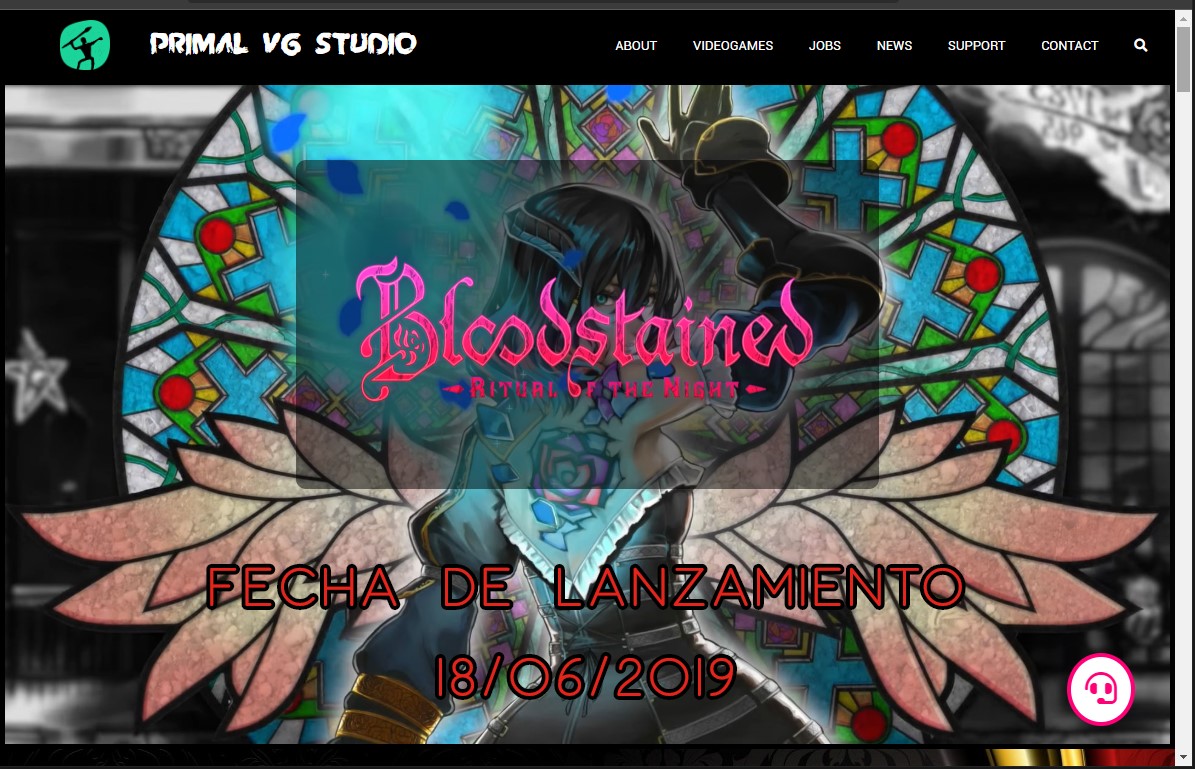 PRIMAL VG STUDIO
ABOUT VIDEOGAMES JOBS NEWS SUPPORT CONTACT
Bloodstained
RITUAL OF THE NIGHT
FECHA DE LANZAMIENTO
18/06/2019